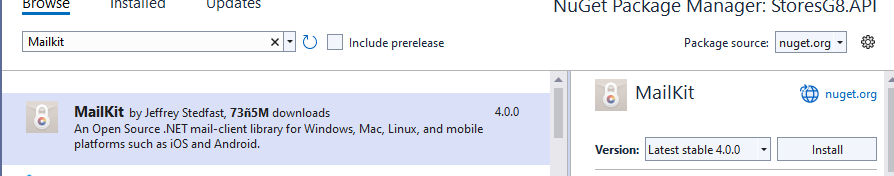 Browse Installed Updates NuGet Package Manager: StoresG8.API
Mailkit Include prerelease Package source: nuget.org
MailKit by Jeffrey Stedfast, 73ñ5M downloads 4.0.0
An Open Source .NET mail-client library for Windows, Mac, Linux, and mobile
platforms such as iOS and Android.
MailKit nuget.org
Version: Latest stable 4.0.0 Install